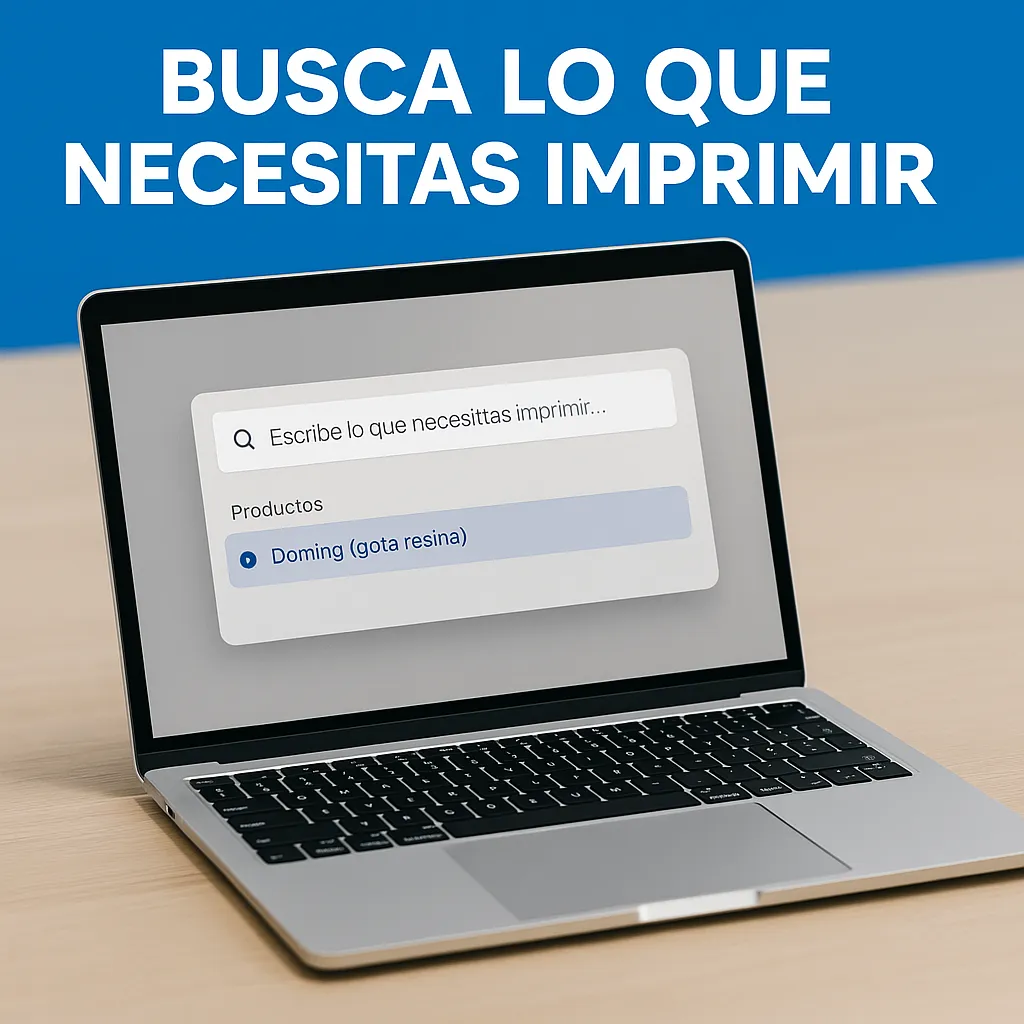 BUSCA LO QUE
NECESITAS IMPRIMIR
Escribe lo que necesittas imprimir...
Productos
Doming (gota resina)